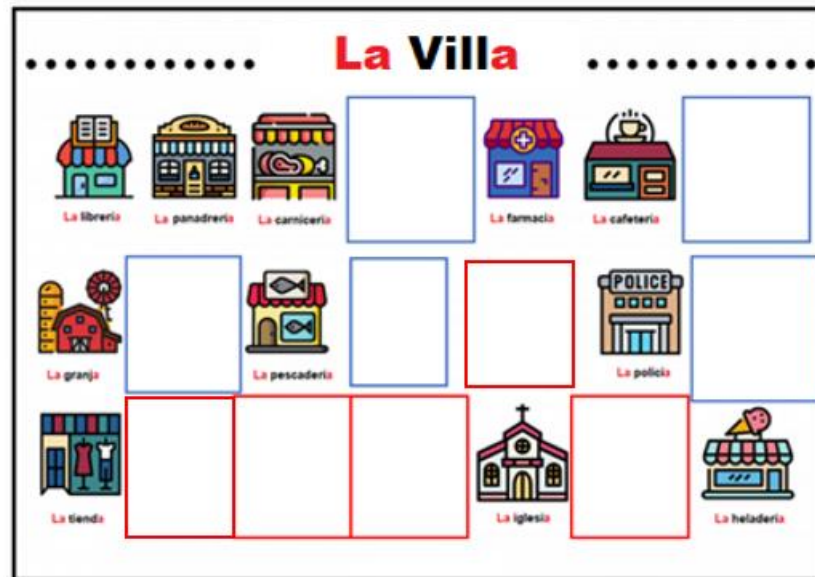 La Villa
La libreria
La panadreria
La carniceria
La farmacia
La cafeteria
POLICE
La granja
La pescaderia
La policia
La tienda
La iglesia
La heladeria